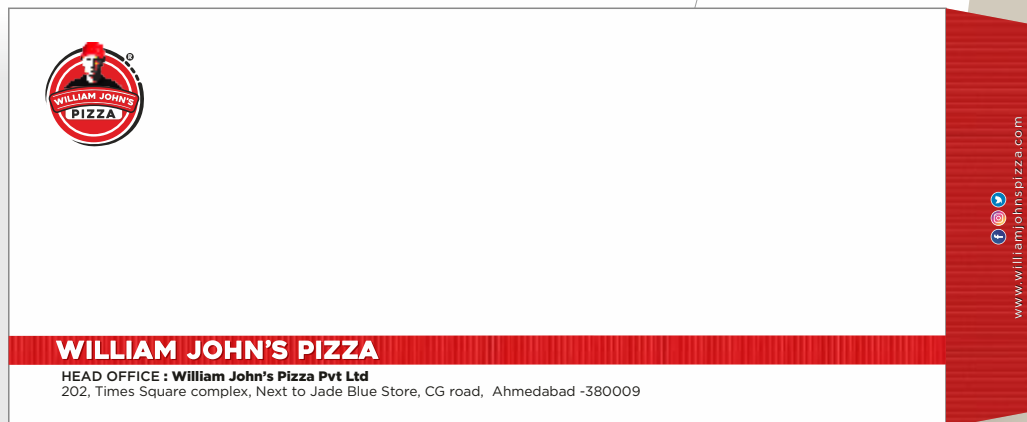 ®
WILLIAM JOHN'S
PIZZA
www.williamjohnspizza.com
WILLIAM JOHN'S PIZZA
HEAD OFFICE : William John's Pizza Pvt Ltd
202, Times Square complex, Next to Jade Blue Store, CG road, Ahmedabad -380009